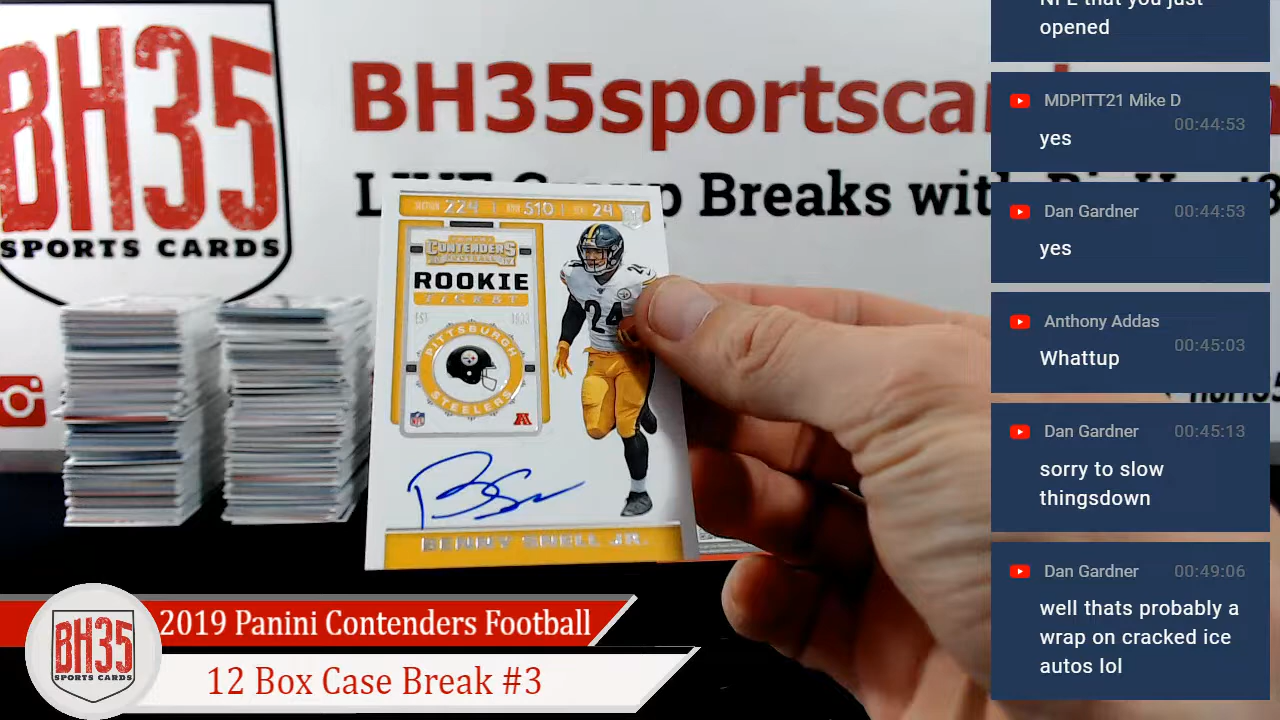 BH35
SPORTS CARDS
BH35sportscar
LIVE Group Breaks with
224 510 24
CONTENDERS
FOOTBALL
ROOKIE
TICKET
PITTSBURGH
STEELERS
NFL
24
24
BENNY SNELL JR.
BH35
SPORTS CARDS
2019 Panini Contenders Football
12 Box Case Break #3
NFL that you just
opened
MDPITT21 Mike D
00:44:53
yes
Dan Gardner 00:44:53
yes
Anthony Addas 00:45:03
Whattup
Dan Gardner 00:45:13
sorry to slow
thingsdown
Dan Gardner 00:49:06
well thats probably a
wrap on cracked ice
autos lol